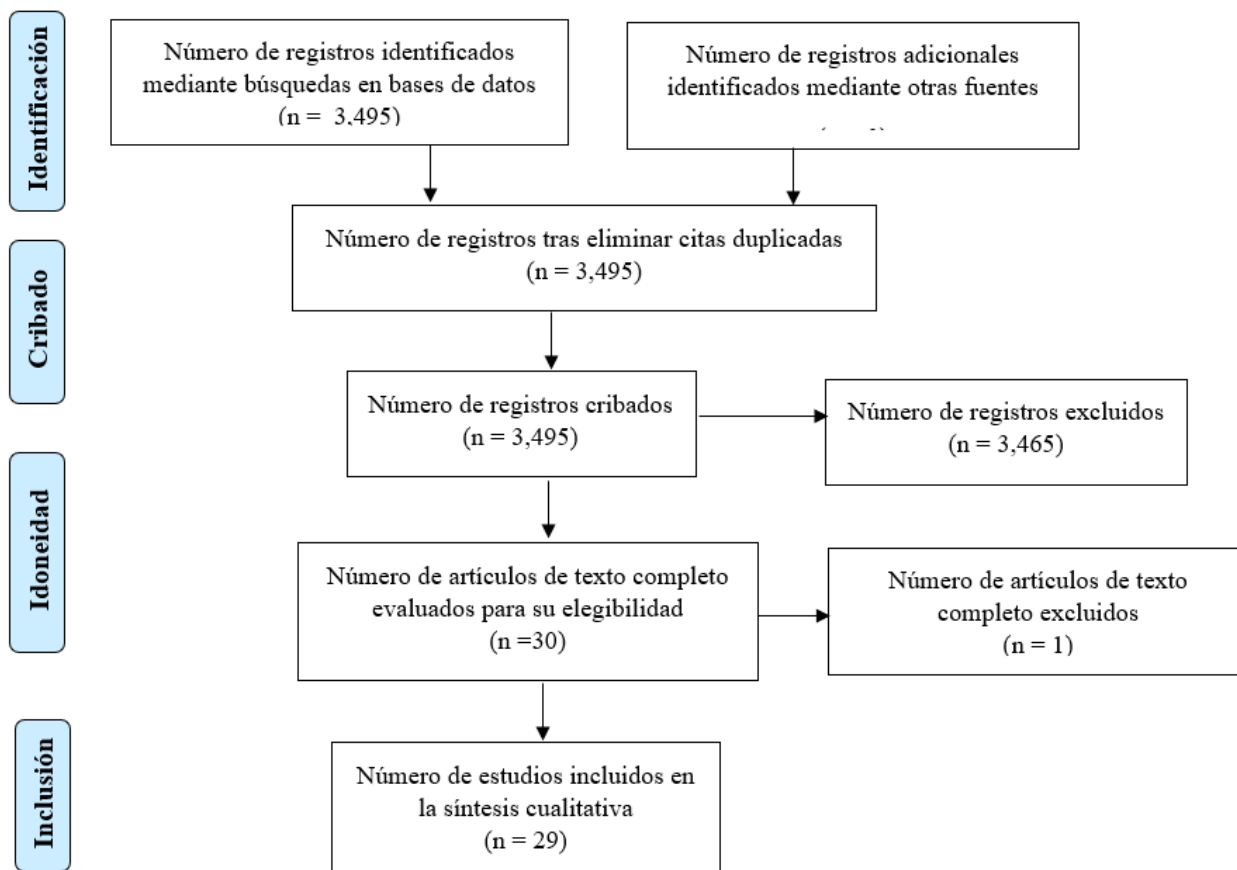 Identificación
Número de registros identificados
mediante búsquedas en bases de datos
(n = 3,495)
Número de registros adicionales
identificados mediante otras fuentes
Número de registros tras eliminar citas duplicadas
(n = 3,495)
Cribado
Número de registros cribados
(n = 3,495)
Número de registros excluidos
(n = 3,465)
Idoneidad
Número de artículos de texto completo
evaluados para su elegibilidad
(n =30)
Número de artículos de texto
completo excluidos
(n = 1)
Inclusión
Número de estudios incluidos en
la síntesis cualitativa
(n = 29)